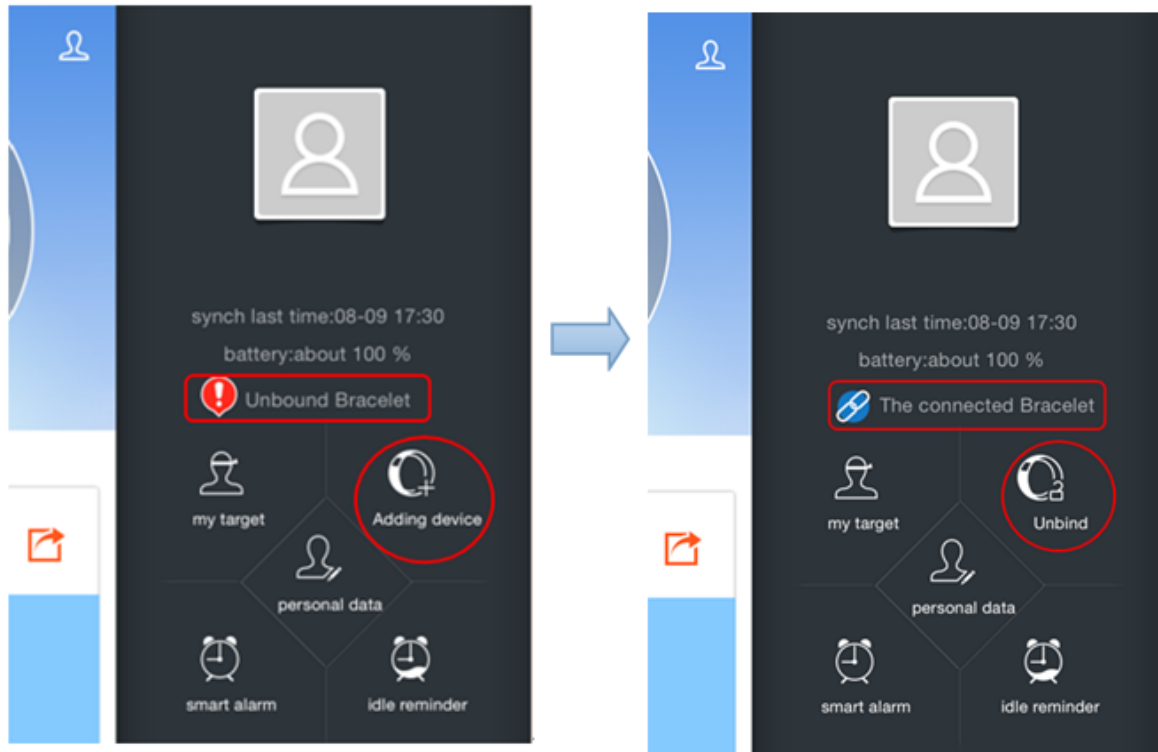 synch last time:08-09 17:30
battery:about 100 %
Unbound Bracelet
my target
Adding device
personal data
smart alarm
idle reminder
synch last time:08-09 17:30
battery:about 100 %
The connected Bracelet
my target
Unbind
personal data
smart alarm
idle reminder